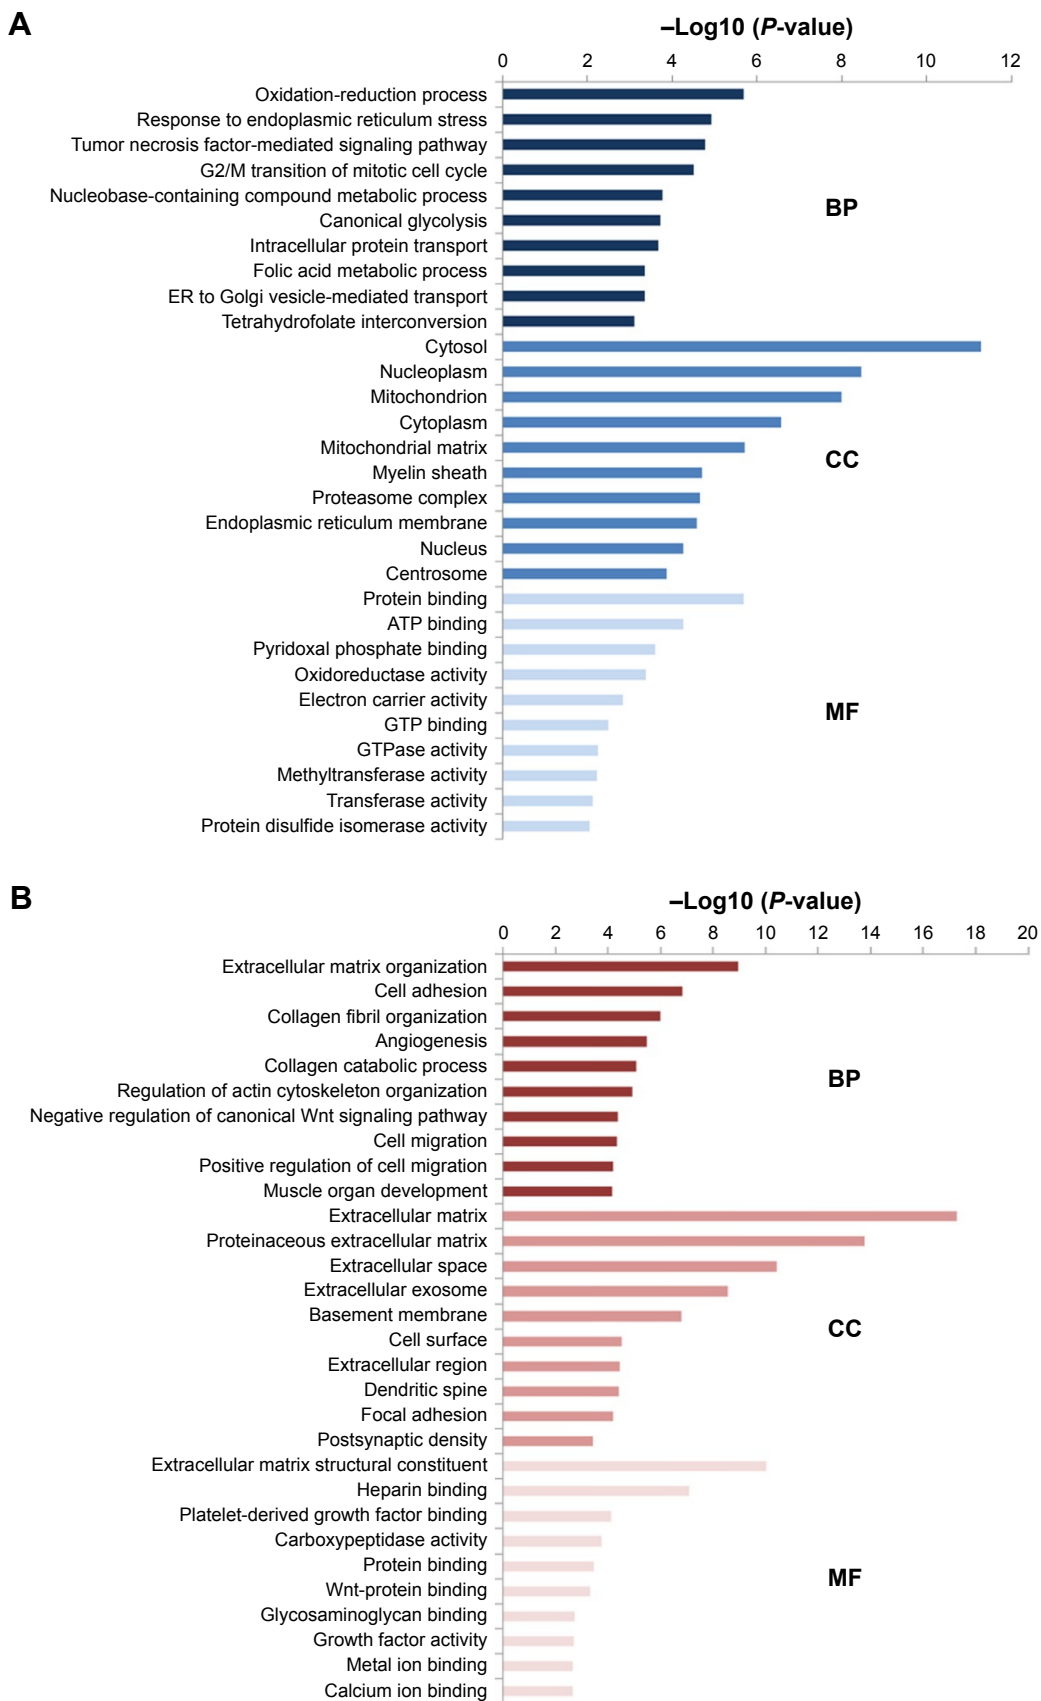 A
–Log10 (P-value)
0 2 4 6 8 10 12
Oxidation-reduction process
Response to endoplasmic reticulum stress
Tumor necrosis factor-mediated signaling pathway
G2/M transition of mitotic cell cycle
Nucleobase-containing compound metabolic process
BP
Canonical glycolysis
Intracellular protein transport
Folic acid metabolic process
ER to Golgi vesicle-mediated transport
Tetrahydrofolate interconversion
Cytosol
Nucleoplasm
Mitochondrion
Cytoplasm
Mitochondrial matrix
CC
Myelin sheath
Proteasome complex
Endoplasmic reticulum membrane
Nucleus
Centrosome
Protein binding
ATP binding
Pyridoxal phosphate binding
Oxidoreductase activity
Electron carrier activity
MF
GTP binding
GTPase activity
Methyltransferase activity
Transferase activity
Protein disulfide isomerase activity
B
–Log10 (P-value)
0 2 4 6 8 10 12 14 16 18 20
Extracellular matrix organization
Cell adhesion
Collagen fibril organization
Angiogenesis
Collagen catabolic process
BP
Regulation of actin cytoskeleton organization
Negative regulation of canonical Wnt signaling pathway
Cell migration
Positive regulation of cell migration
Muscle organ development
Extracellular matrix
Proteinaceous extracellular matrix
Extracellular space
Extracellular exosome
Basement membrane
CC
Cell surface
Extracellular region
Dendritic spine
Focal adhesion
Postsynaptic density
Extracellular matrix structural constituent
Heparin binding
Platelet-derived growth factor binding
Carboxypeptidase activity
Protein binding
MF
Wnt-protein binding
Glycosaminoglycan binding
Growth factor activity
Metal ion binding
Calcium ion binding